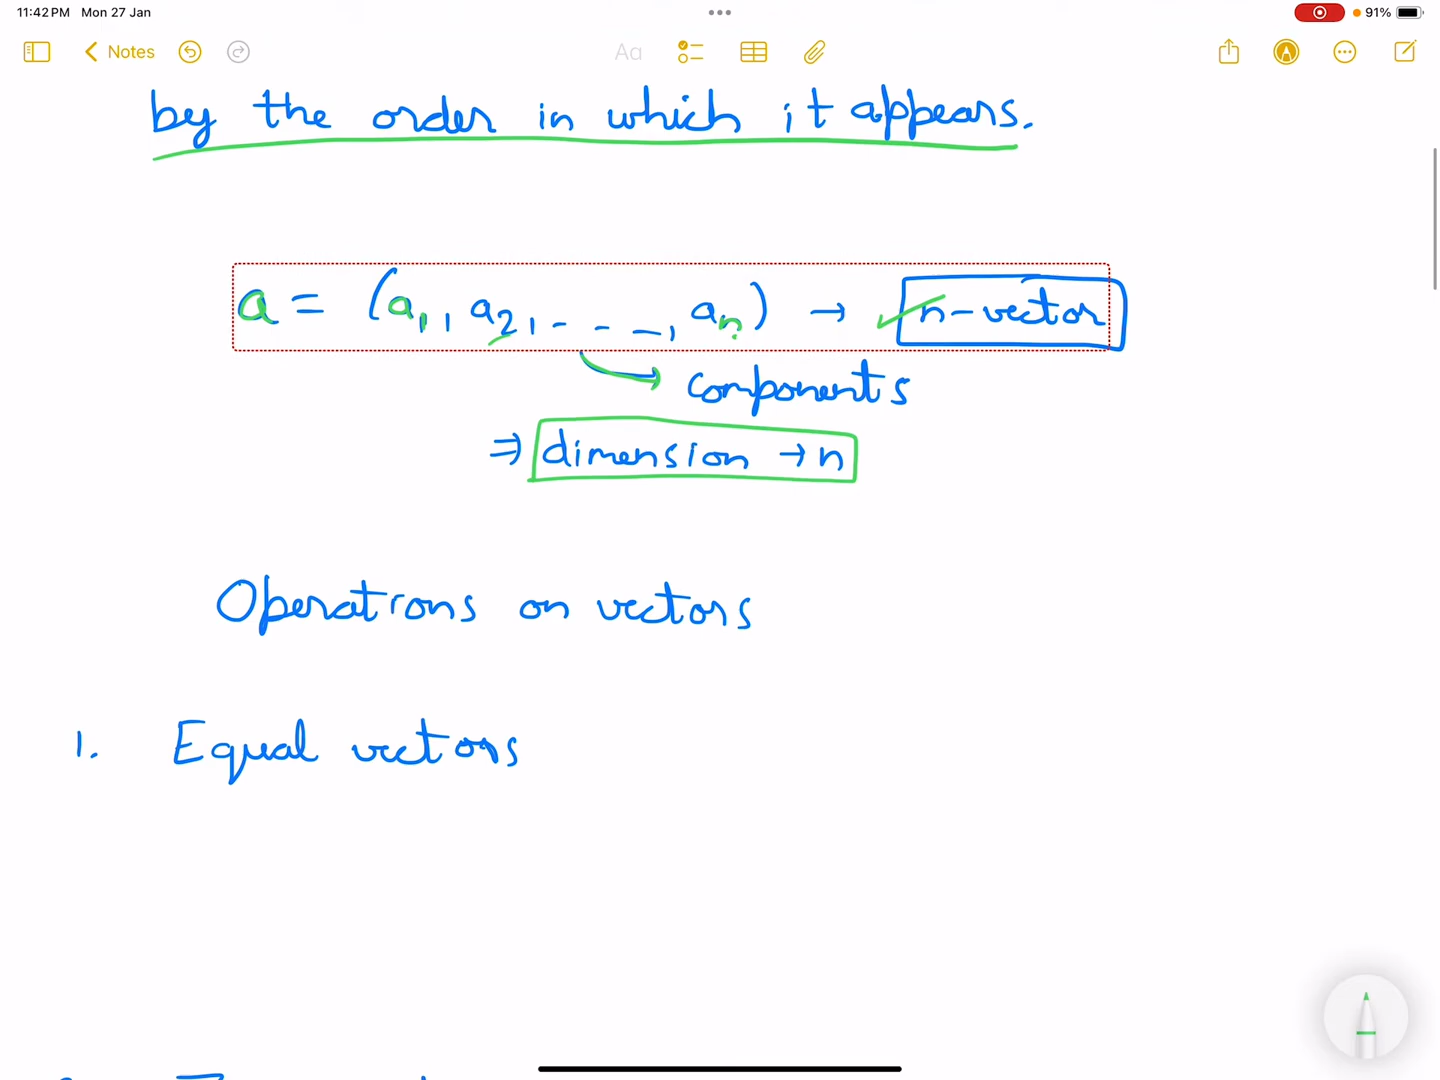 11:42 PM Mon 27 Jan
91%
Notes
Aa
by the order in which it appears.
a = (a1, a2, - - - -, an) → n-vector
components
⇒ dimension → n
Operations on vectors
1. Equal vectors